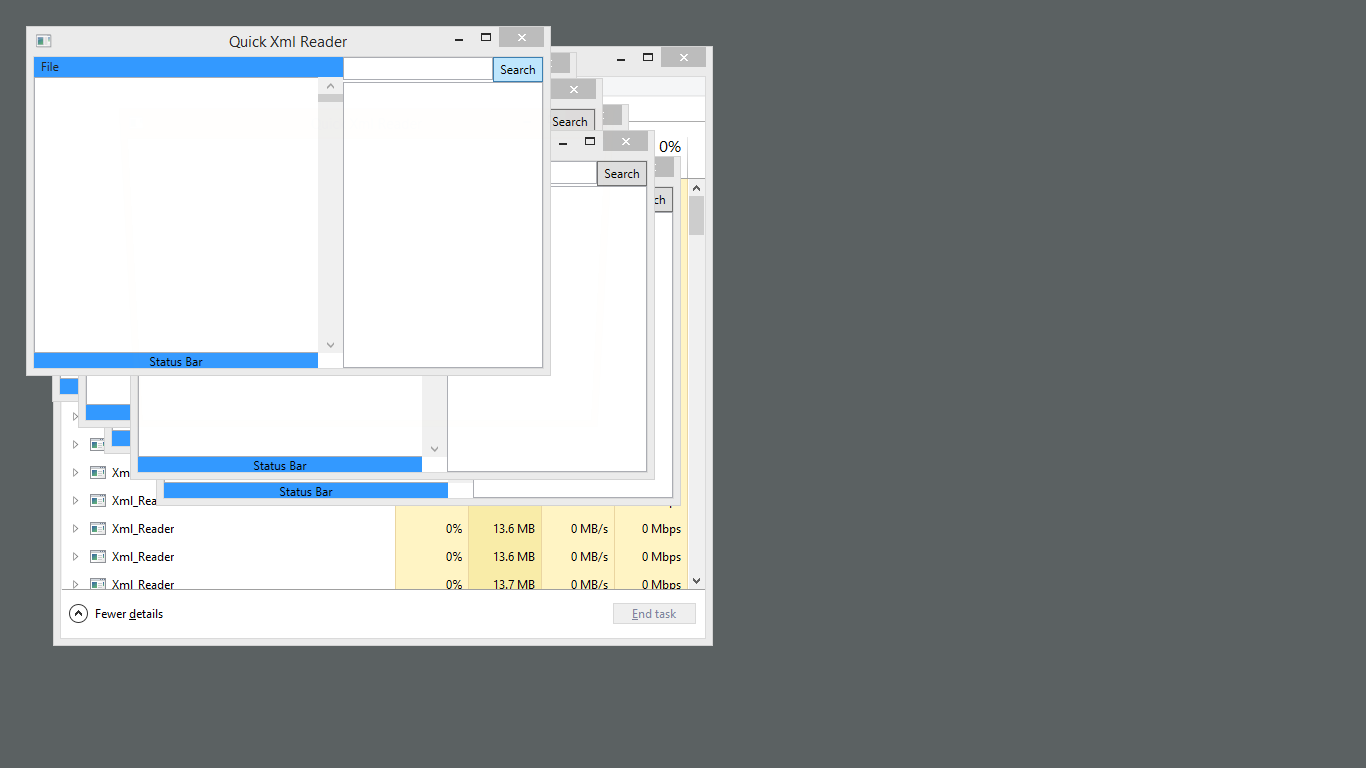 Quick Xml Reader
File
Search
Search
0%
Search
ch
Status Bar
Status Bar
Xm
Status Bar
Xml_Rea
Xml_Reader 0% 13.6 MB 0 MB/s 0 Mbps
Xml_Reader 0% 13.6 MB 0 MB/s 0 Mbps
Xml_Reader 0% 13.7 MB 0 MB/s 0 Mbps
Fewer details
End task